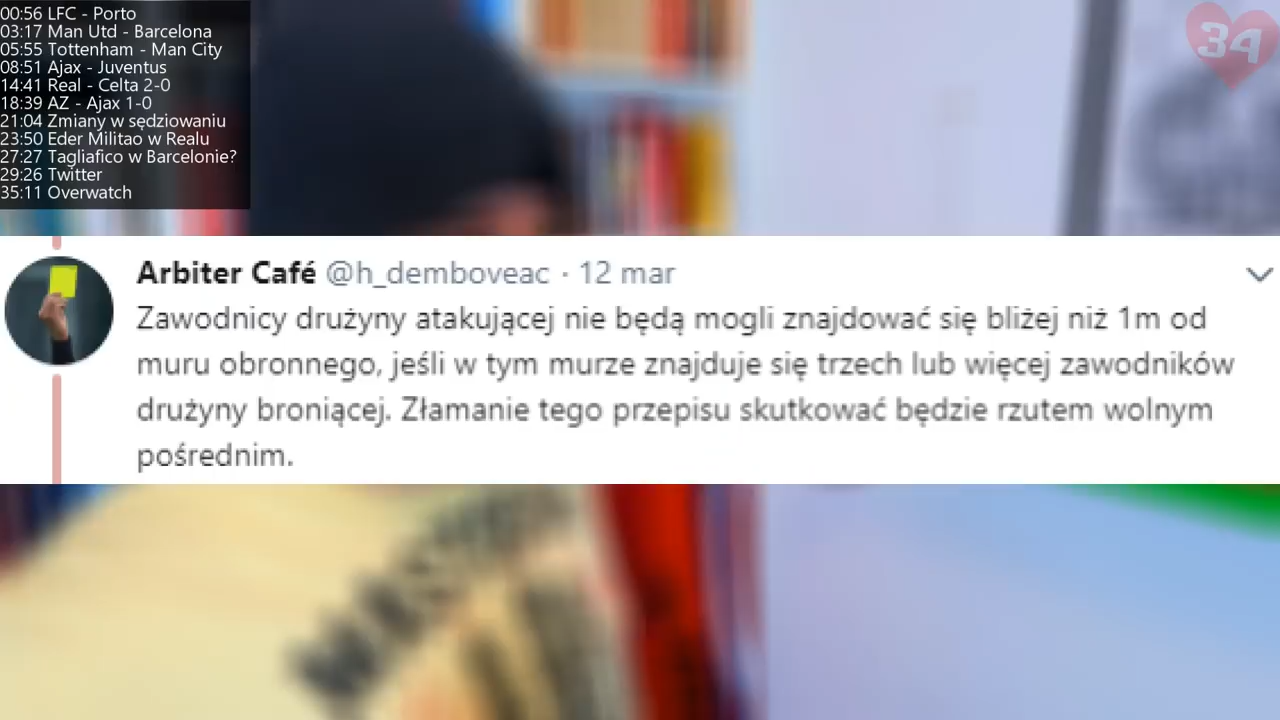 00:56 LFC - Porto
03:17 Man Utd - Barcelona
05:55 Tottenham - Man City
08:51 Ajax - Juventus
14:41 Real - Celta 2-0
18:39 AZ - Ajax 1-0
21:04 Zmiany w sędziowaniu
23:50 Eder Militao w Realu
27:27 Tagliafico w Barcelonie?
29:26 Twitter
35:11 Overwatch
34
Arbiter Café @h_demboveac · 12 mar
Zawodnicy drużyny atakującej nie będą mogli znajdować się bliżej niż 1m od
muru obronnego, jeśli w tym murze znajduje się trzech lub więcej zawodników
drużyny broniącej. Złamanie tego przepisu skutkować będzie rzutem wolnym
pośrednim.